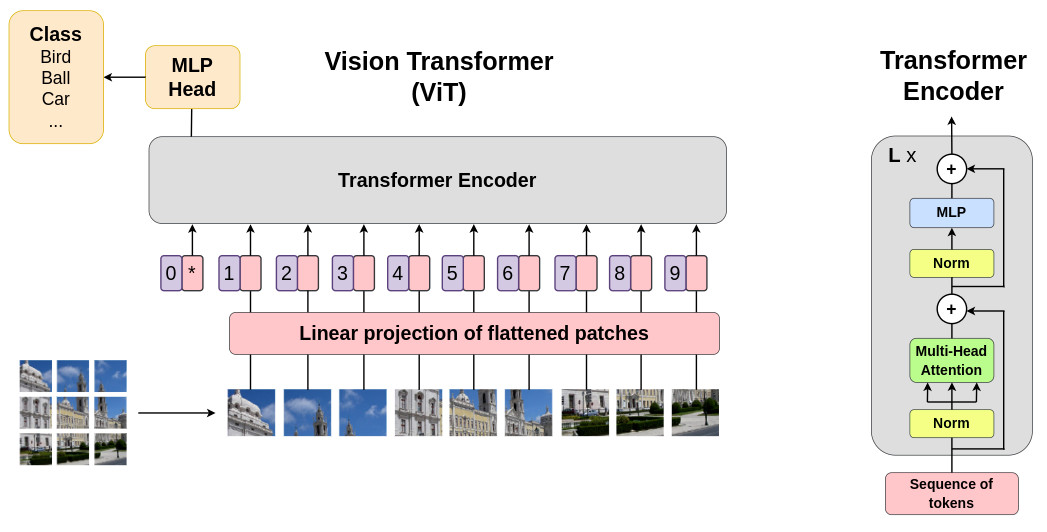 Class
Bird
Ball
Car
...
MLP
Head
Vision Transformer
(ViT)
Transformer Encoder
0 * 1 2 3 4 5 6 7 8 9
Linear projection of flattened patches
Transformer
Encoder
L x
+
MLP
Norm
+
Multi-Head
Attention
Norm
Sequence of
tokens